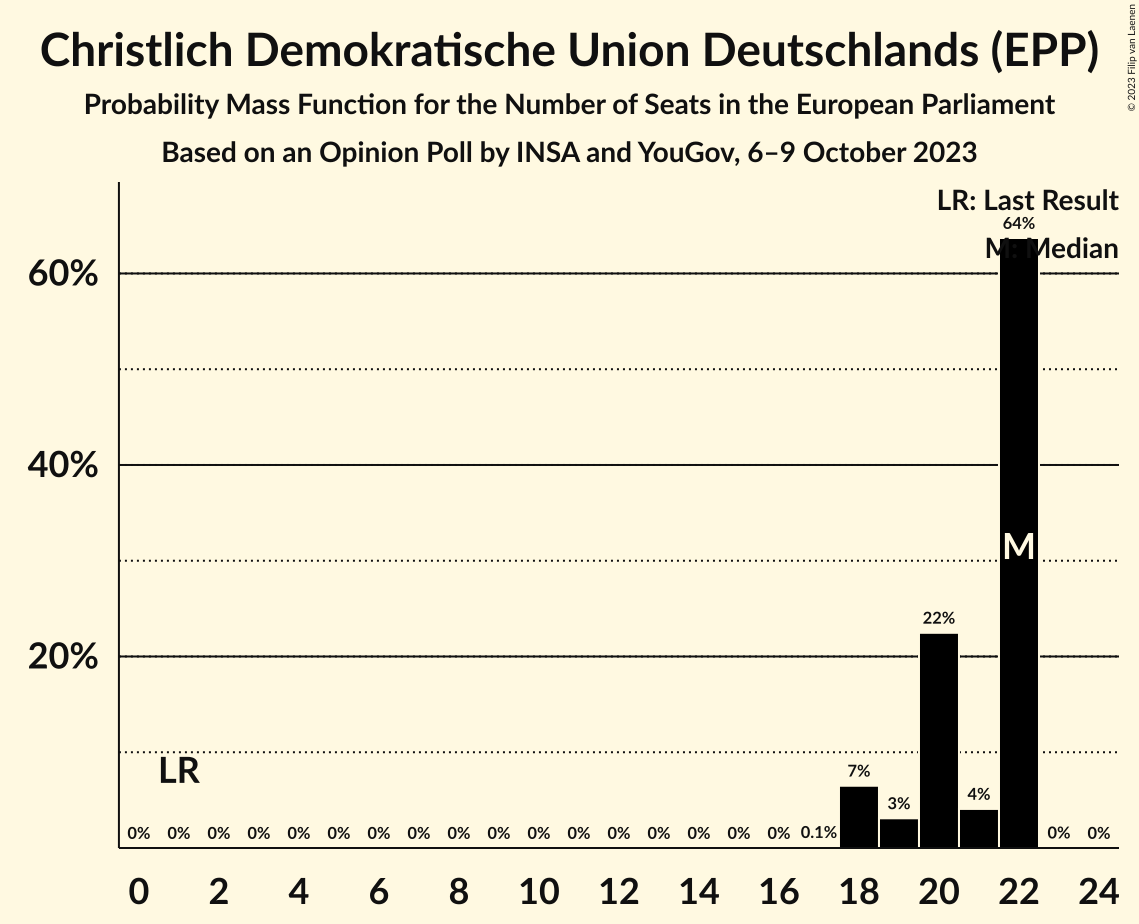 Christlich Demokratische Union Deutschlands (EPP)
Probability Mass Function for the Number of Seats in the European Parliament
Based on an Opinion Poll by INSA and YouGov, 6–9 October 2023
© 2023 Filip van Laenen
LR: Last Result
64%
M: Median
60%
40%
M
22%
20%
LR
7%
4%
3%
0% 0% 0% 0% 0% 0% 0% 0% 0% 0% 0% 0% 0% 0% 0% 0% 0% 0.1% 0% 0%
0 2 4 6 8 10 12 14 16 18 20 22 24